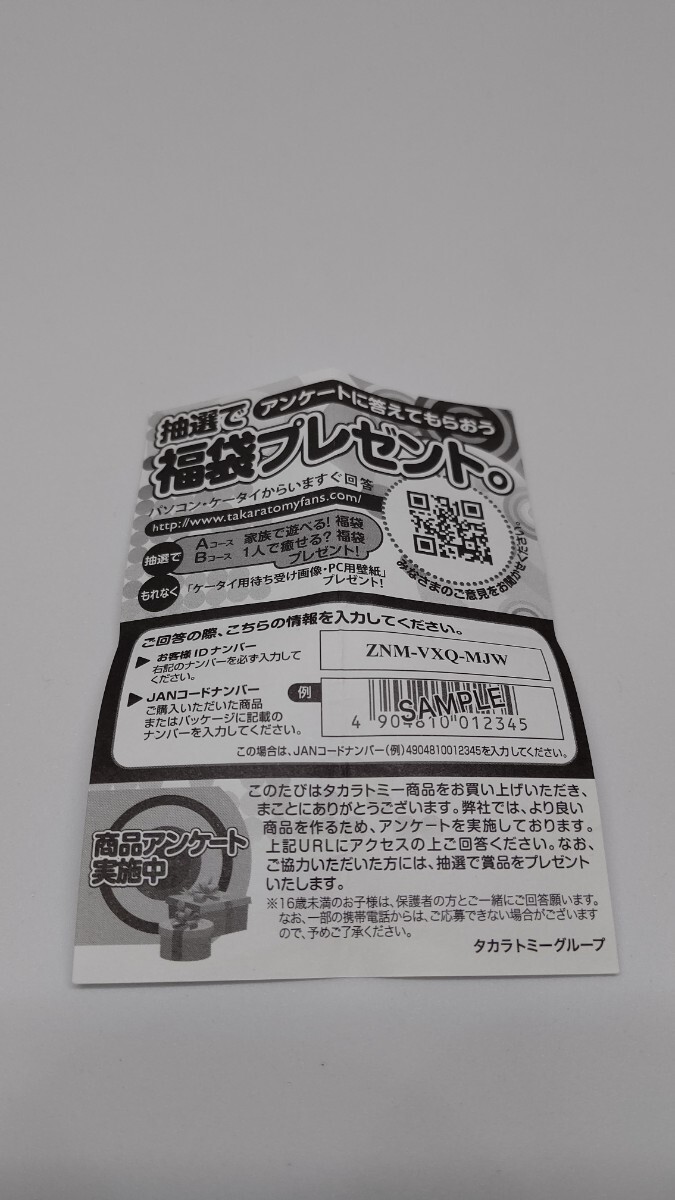 抽選で アンケートに答えてもらおう
福袋プレゼント。
パソコン・ケータイからいますぐ回答
http://www.takaratomyfans.com/
抽選で Aコース 家族で遊べる!福袋
Bコース 1人で癒せる?福袋
プレゼント!
もれなく 「ケータイ用待ち受け画像・PC用壁紙」
プレゼント!
みなさまのご意見をお聞かせください。
ご回答の際、こちらの情報を入力してください。
お客様IDナンバー
右記のナンバーを必ず入力して
ください。
ZNM-VXQ-MJW
JANコードナンバー
ご購入いただいた商品
またはパッケージに記載の
ナンバーを入力してください。
例
SAMPLE
4 904810 012345
この場合は、JANコードナンバー(例)4904810012345を入力してください。
商品アンケート
実施中
このたびはタカラトミー商品をお買い上げいただき、
まことにありがとうございます。弊社では、より良い
商品を作るため、アンケートを実施しております。
上記URLにアクセスの上ご回答ください。なお、
ご協力いただいた方には、抽選で賞品をプレゼント
いたします。
※16歳未満のお子様は、保護者の方とご一緒にご回答願います。
なお、一部の携帯電話からは、ご応募できない場合がございます
ので、予めご了承ください。
タカラトミーグループ